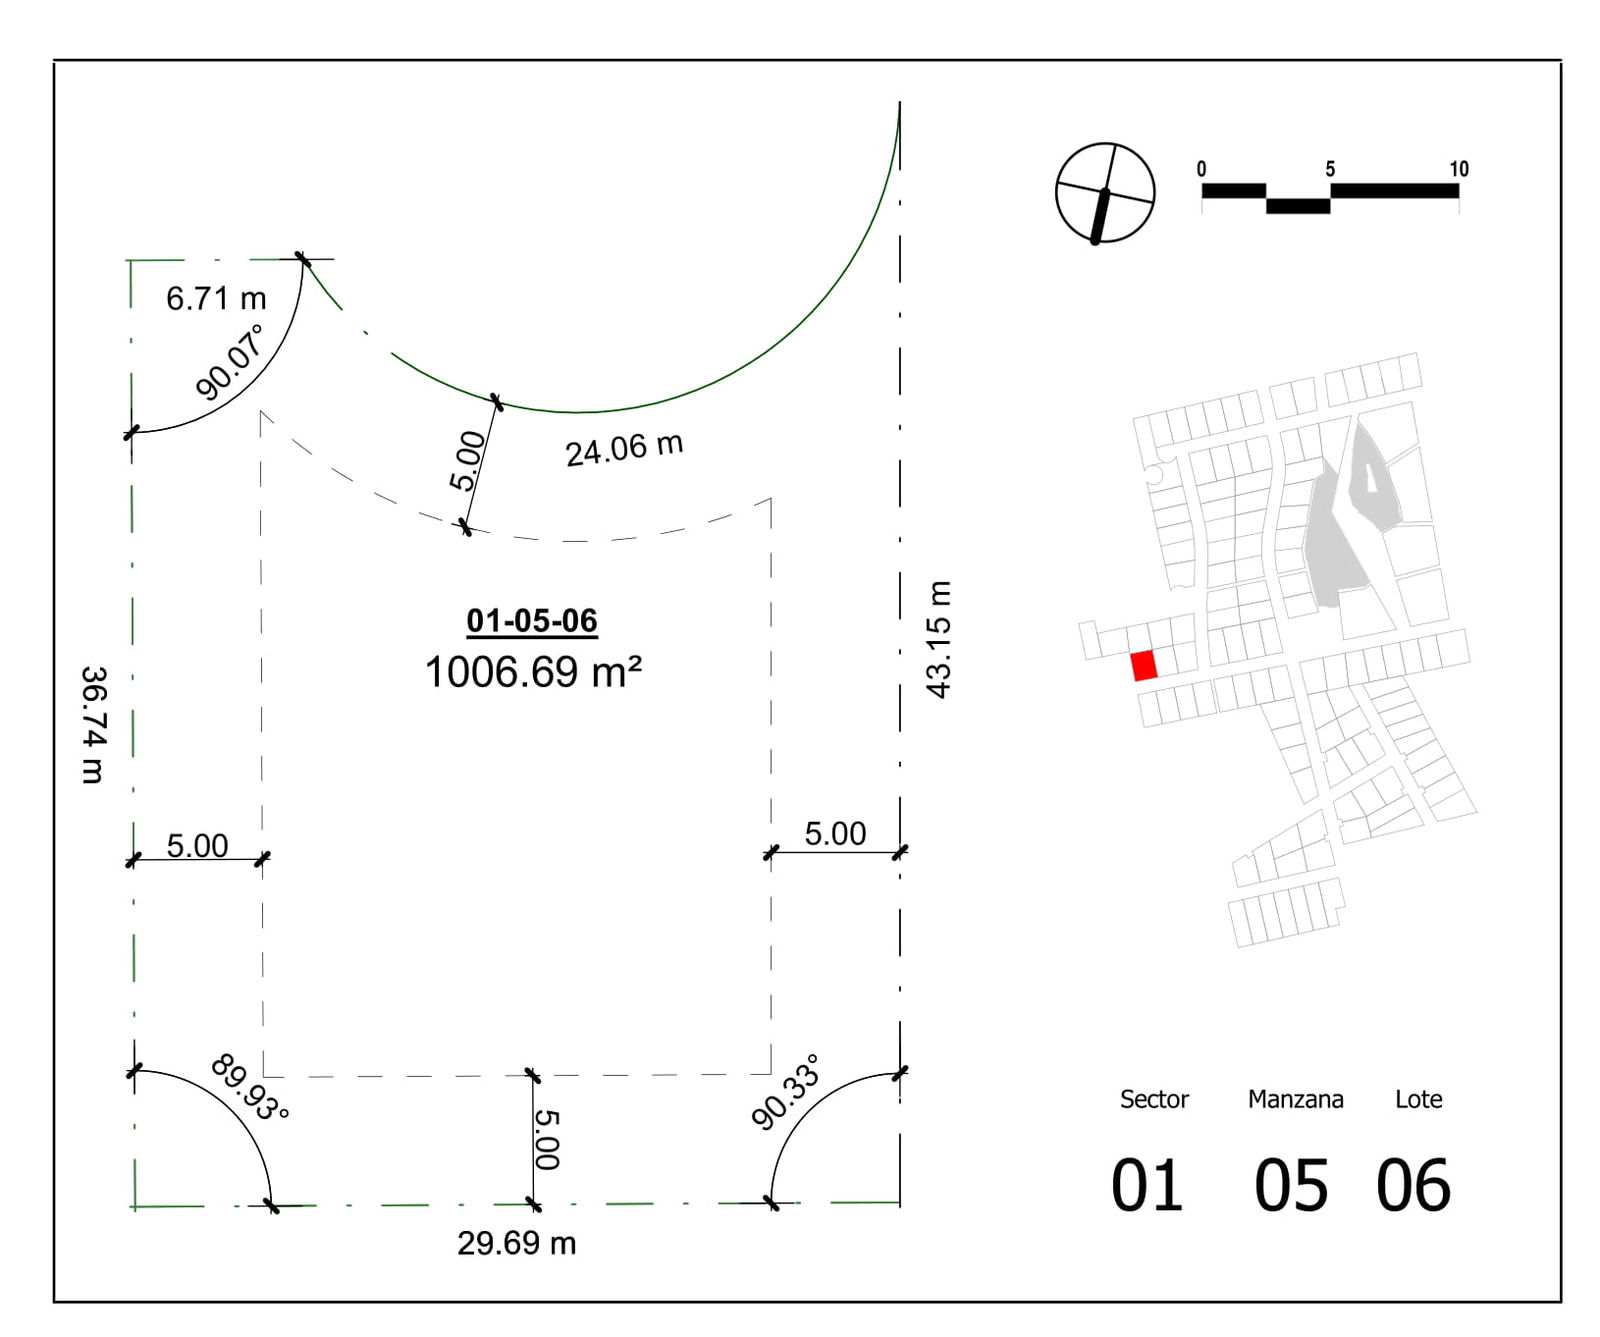 0 5 10
6.71 m
90.07°
5.00
24.06 m
01-05-06
1006.69 m²
43.15 m
36.74 m
5.00
5.00
89.93°
90.33°
5.00
29.69 m
Sector Manzana Lote
01 05 06